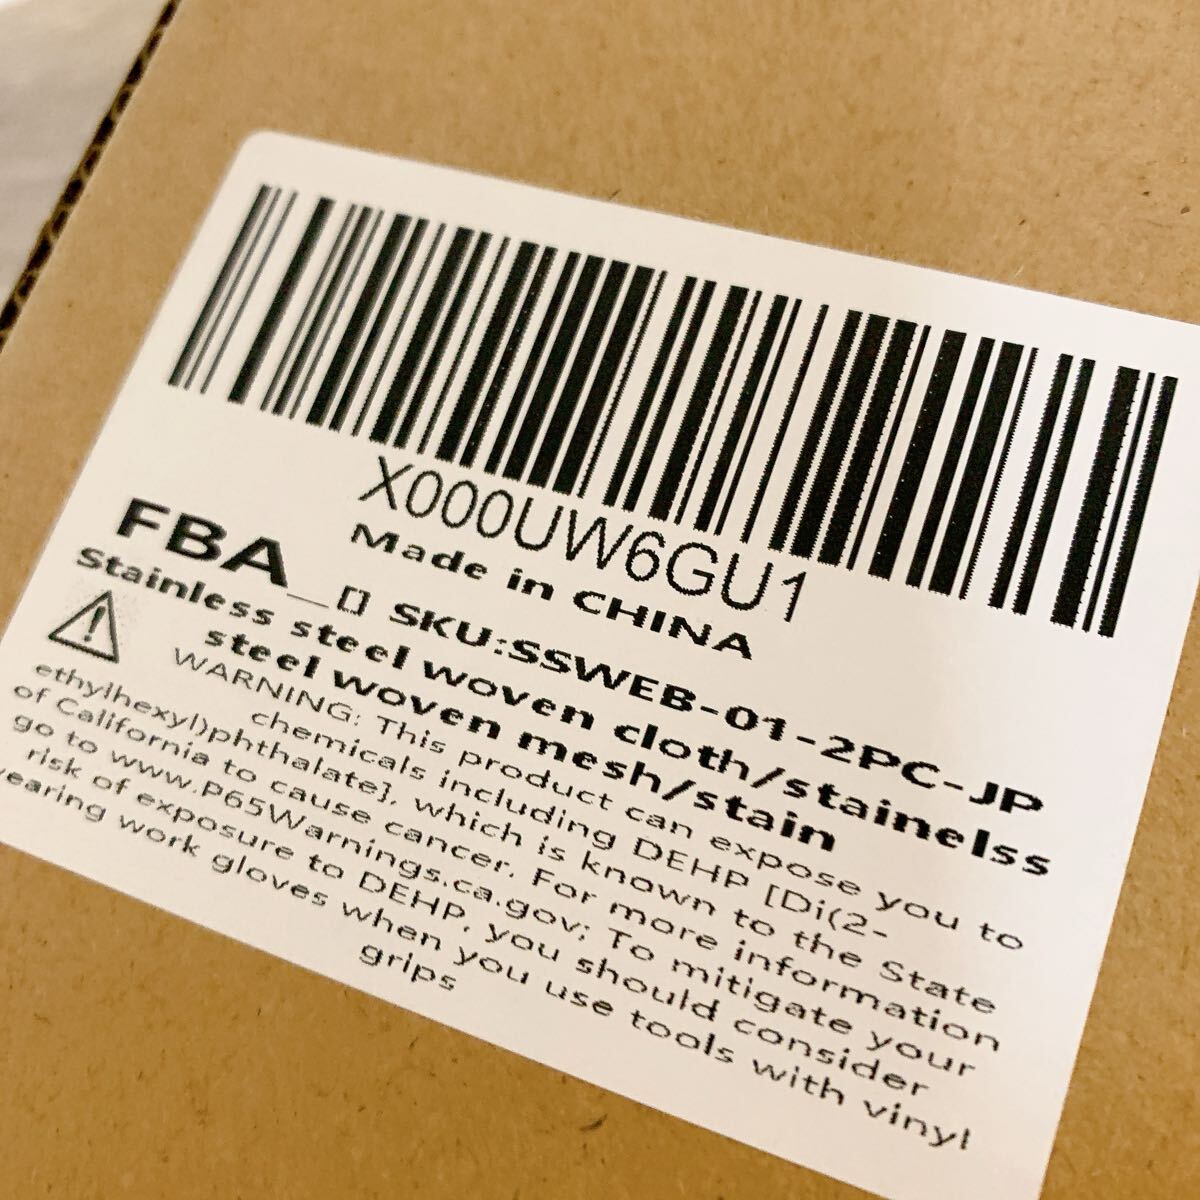 X000UW6GU1
Made in CHINA
FBA_[] SKU:SSWEB-01-2PC-JP
Stainless steel woven cloth/stainelss
steel woven mesh/stain
WARNING: This product can expose you to
chemicals including DEHP [Di(2-
ethylhexyl)phthalate], which is known to the State
of California to cause cancer. For more information
go to www.P65Warnings.ca.gov; To mitigate your
risk of exposure to DEHP, you should consider
wearing work gloves when you use tools with vinyl
grips